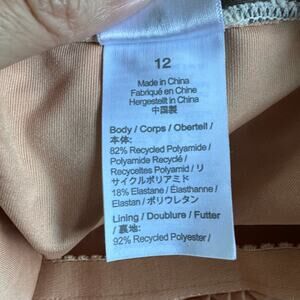 12
Made in China
Fabriqué en Chine
Hergestellt in China
中国製
Body / Corps / Oberteil /
本体:
82% Recycled Polyamide /
Polyamide Recyclé /
Recyceltes Polyamid / リ
サイクルポリアミド
18% Elastane / Élasthanne /
Elastan / ポリウレタン
Lining / Doublure / Futter
/ 裏地:
92% Recycled Polyester /